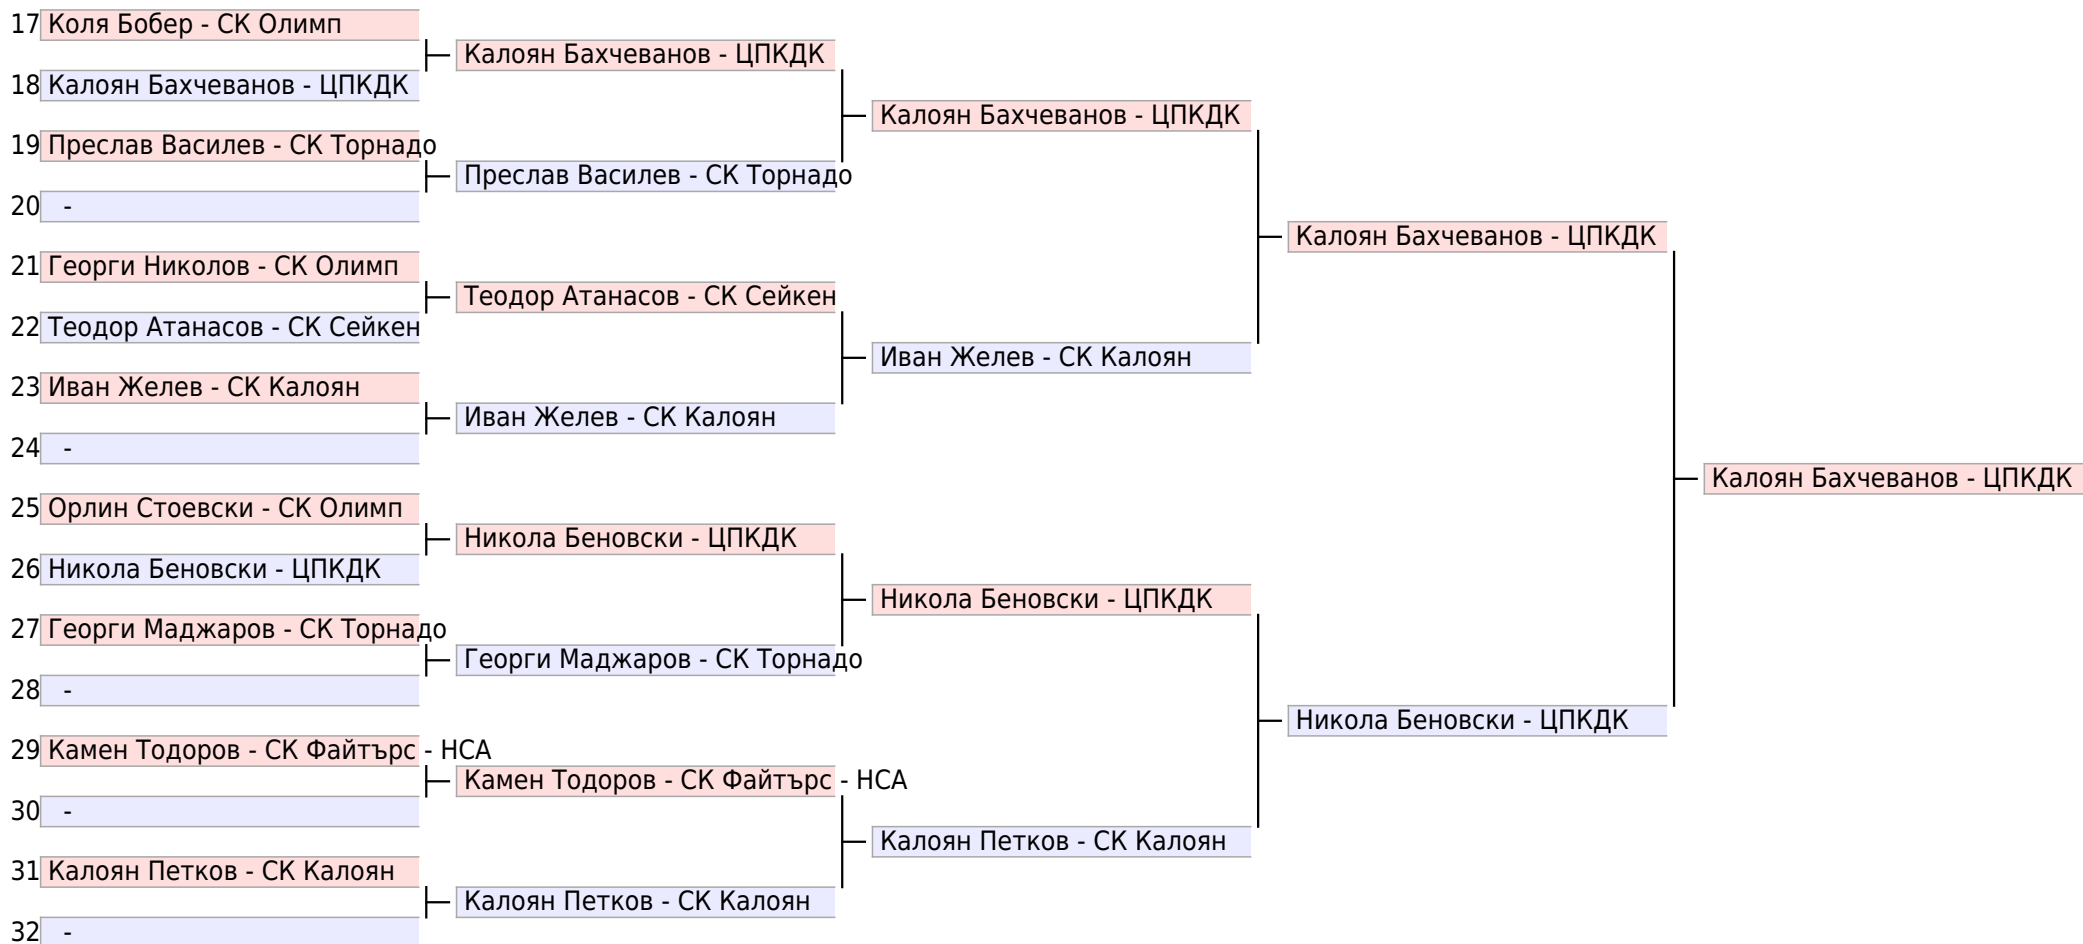 17 Коля Бобер - СК Олимп
18 Калоян Бахчеванов - ЦПКДК
19 Преслав Василев - СК Торнадо
20 -
21 Георги Николов - СК Олимп
22 Теодор Атанасов - СК Сейкен
23 Иван Желев - СК Калоян
24 -
25 Орлин Стоевски - СК Олимп
26 Никола Беновски - ЦПКДК
27 Георги Маджаров - СК Торнадо
28 -
29 Камен Тодоров - СК Файтърс - НСА
30 -
31 Калоян Петков - СК Калоян
32 -
Калоян Бахчеванов - ЦПКДК
Преслав Василев - СК Торнадо
Теодор Атанасов - СК Сейкен
Иван Желев - СК Калоян
Никола Беновски - ЦПКДК
Георги Маджаров - СК Торнадо
Камен Тодоров - СК Файтърс - НСА
Калоян Петков - СК Калоян
Калоян Бахчеванов - ЦПКДК
Иван Желев - СК Калоян
Никола Беновски - ЦПКДК
Калоян Петков - СК Калоян
Калоян Бахчеванов - ЦПКДК
Никола Беновски - ЦПКДК
Калоян Бахчеванов - ЦПКДК